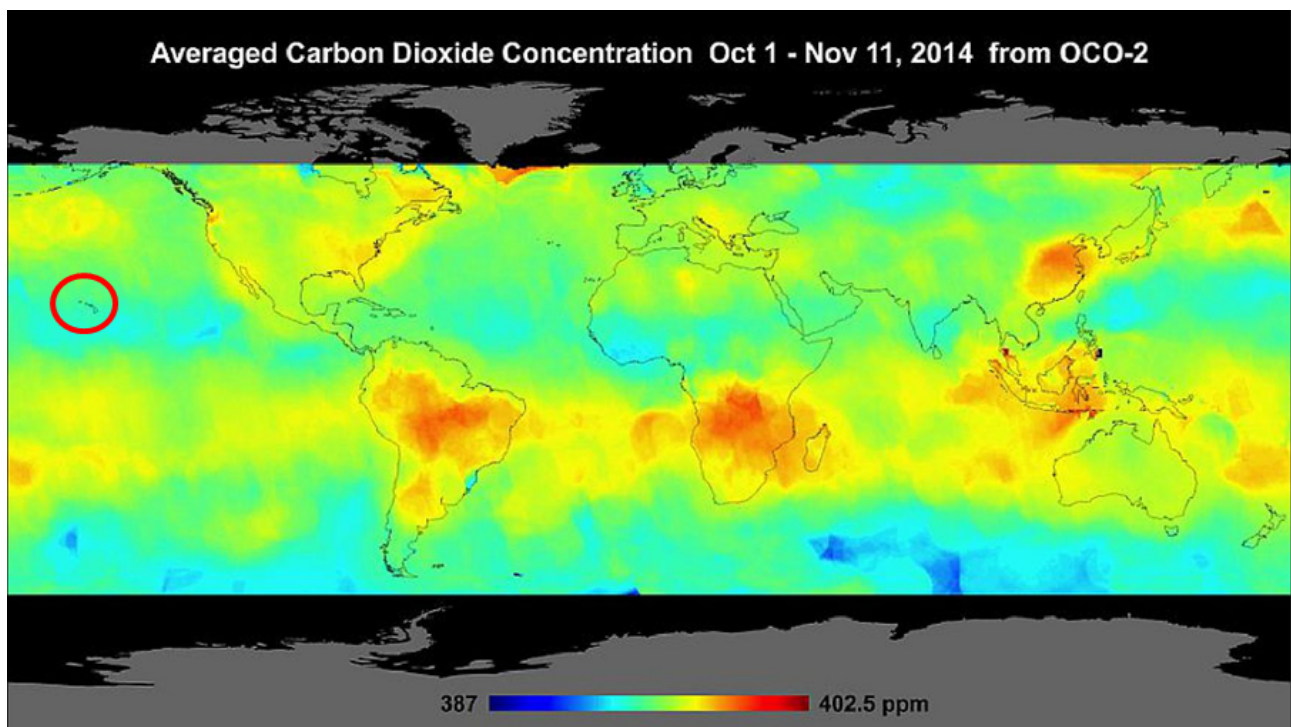 Averaged Carbon Dioxide Concentration Oct 1 - Nov 11, 2014 from OCO-2
387 402.5 ppm